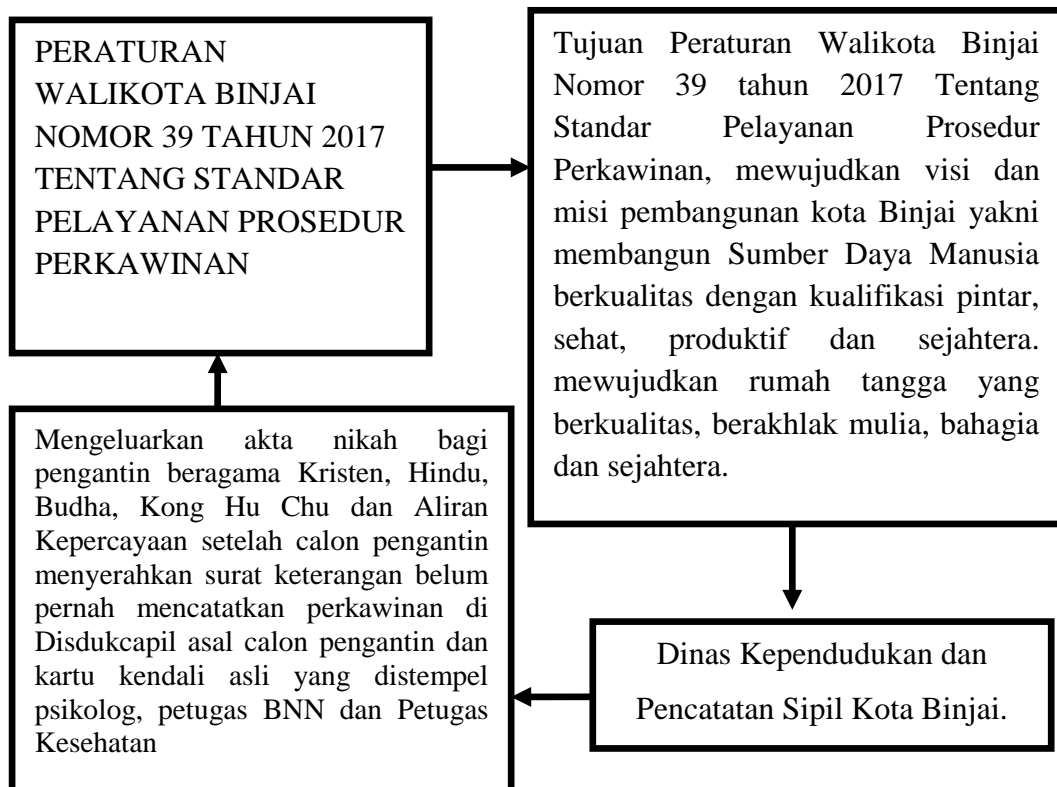 PERATURAN
WALIKOTA BINJAI
NOMOR 39 TAHUN 2017
TENTANG STANDAR
PELAYANAN PROSEDUR
PERKAWINAN
Tujuan Peraturan Walikota Binjai
Nomor 39 tahun 2017 Tentang
Standar Pelayanan Prosedur
Perkawinan, mewujudkan visi dan
misi pembangunan kota Binjai yakni
membangun Sumber Daya Manusia
berkualitas dengan kualifikasi pintar,
sehat, produktif dan sejahtera.
mewujudkan rumah tangga yang
berkualitas, berakhlak mulia, bahagia
dan sejahtera.
Dinas Kependudukan dan
Pencatatan Sipil Kota Binjai.
Mengeluarkan akta nikah bagi
pengantin beragama Kristen, Hindu,
Budha, Kong Hu Chu dan Aliran
Kepercayaan setelah calon pengantin
menyerahkan surat keterangan belum
pernah mencatatkan perkawinan di
Disdukcapil asal calon pengantin dan
kartu kendali asli yang distempel
psikolog, petugas BNN dan Petugas
Kesehatan